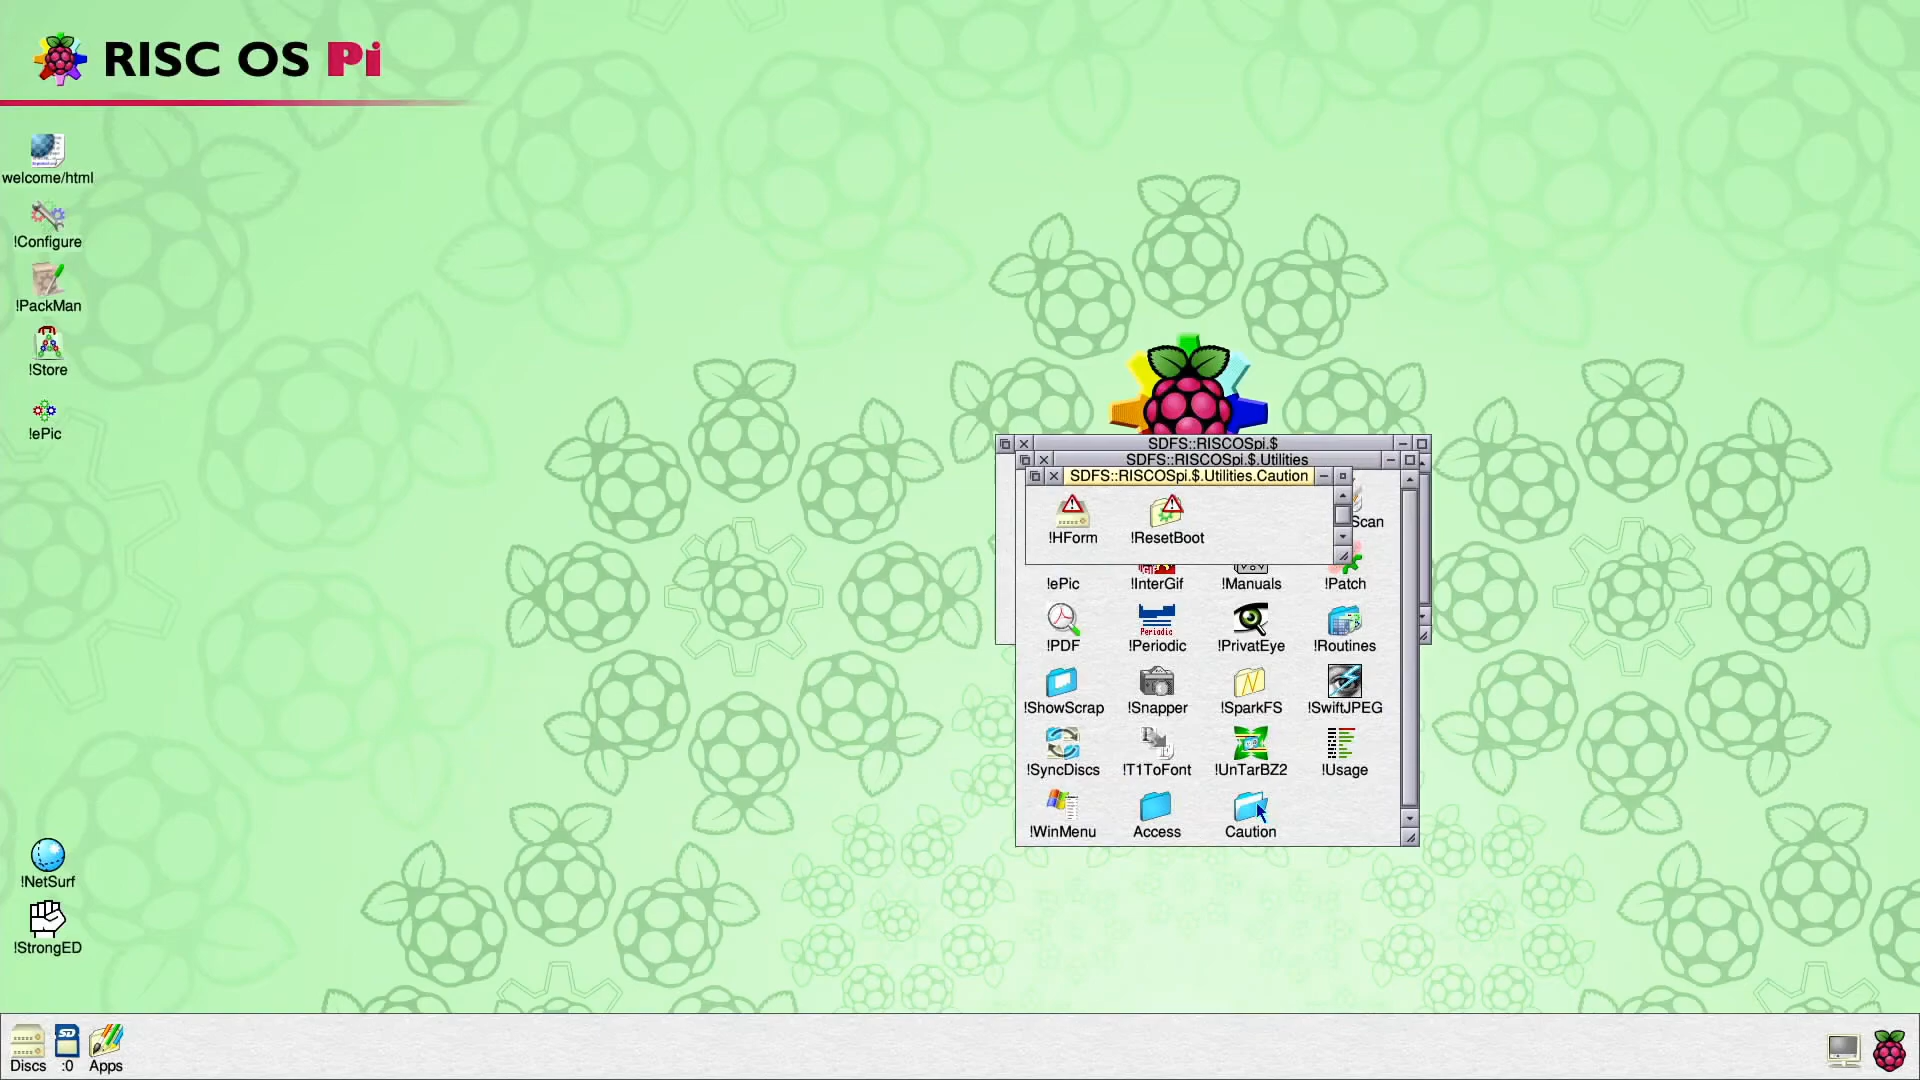 RISC OS Pi
welcome/html
!Configure
!PackMan
!Store
!ePic
!NetSurf
!StrongED
SDFS::RISCOSpi.$
SDFS::RISCOSpi.$.Utilities
SDFS::RISCOSpi.$.Utilities.Caution
!HForm
!ResetBoot
Scan
!ePic
!InterGif
!Manuals
!Patch
Periodic
!PDF
!Periodic
!PrivatEye
!Routines
!ShowScrap
!Snapper
!SparkFS
!SwiftJPEG
!SyncDiscs
!T1ToFont
!UnTarBZ2
!Usage
!WinMenu
Access
Caution
SD
Discs
:0
Apps